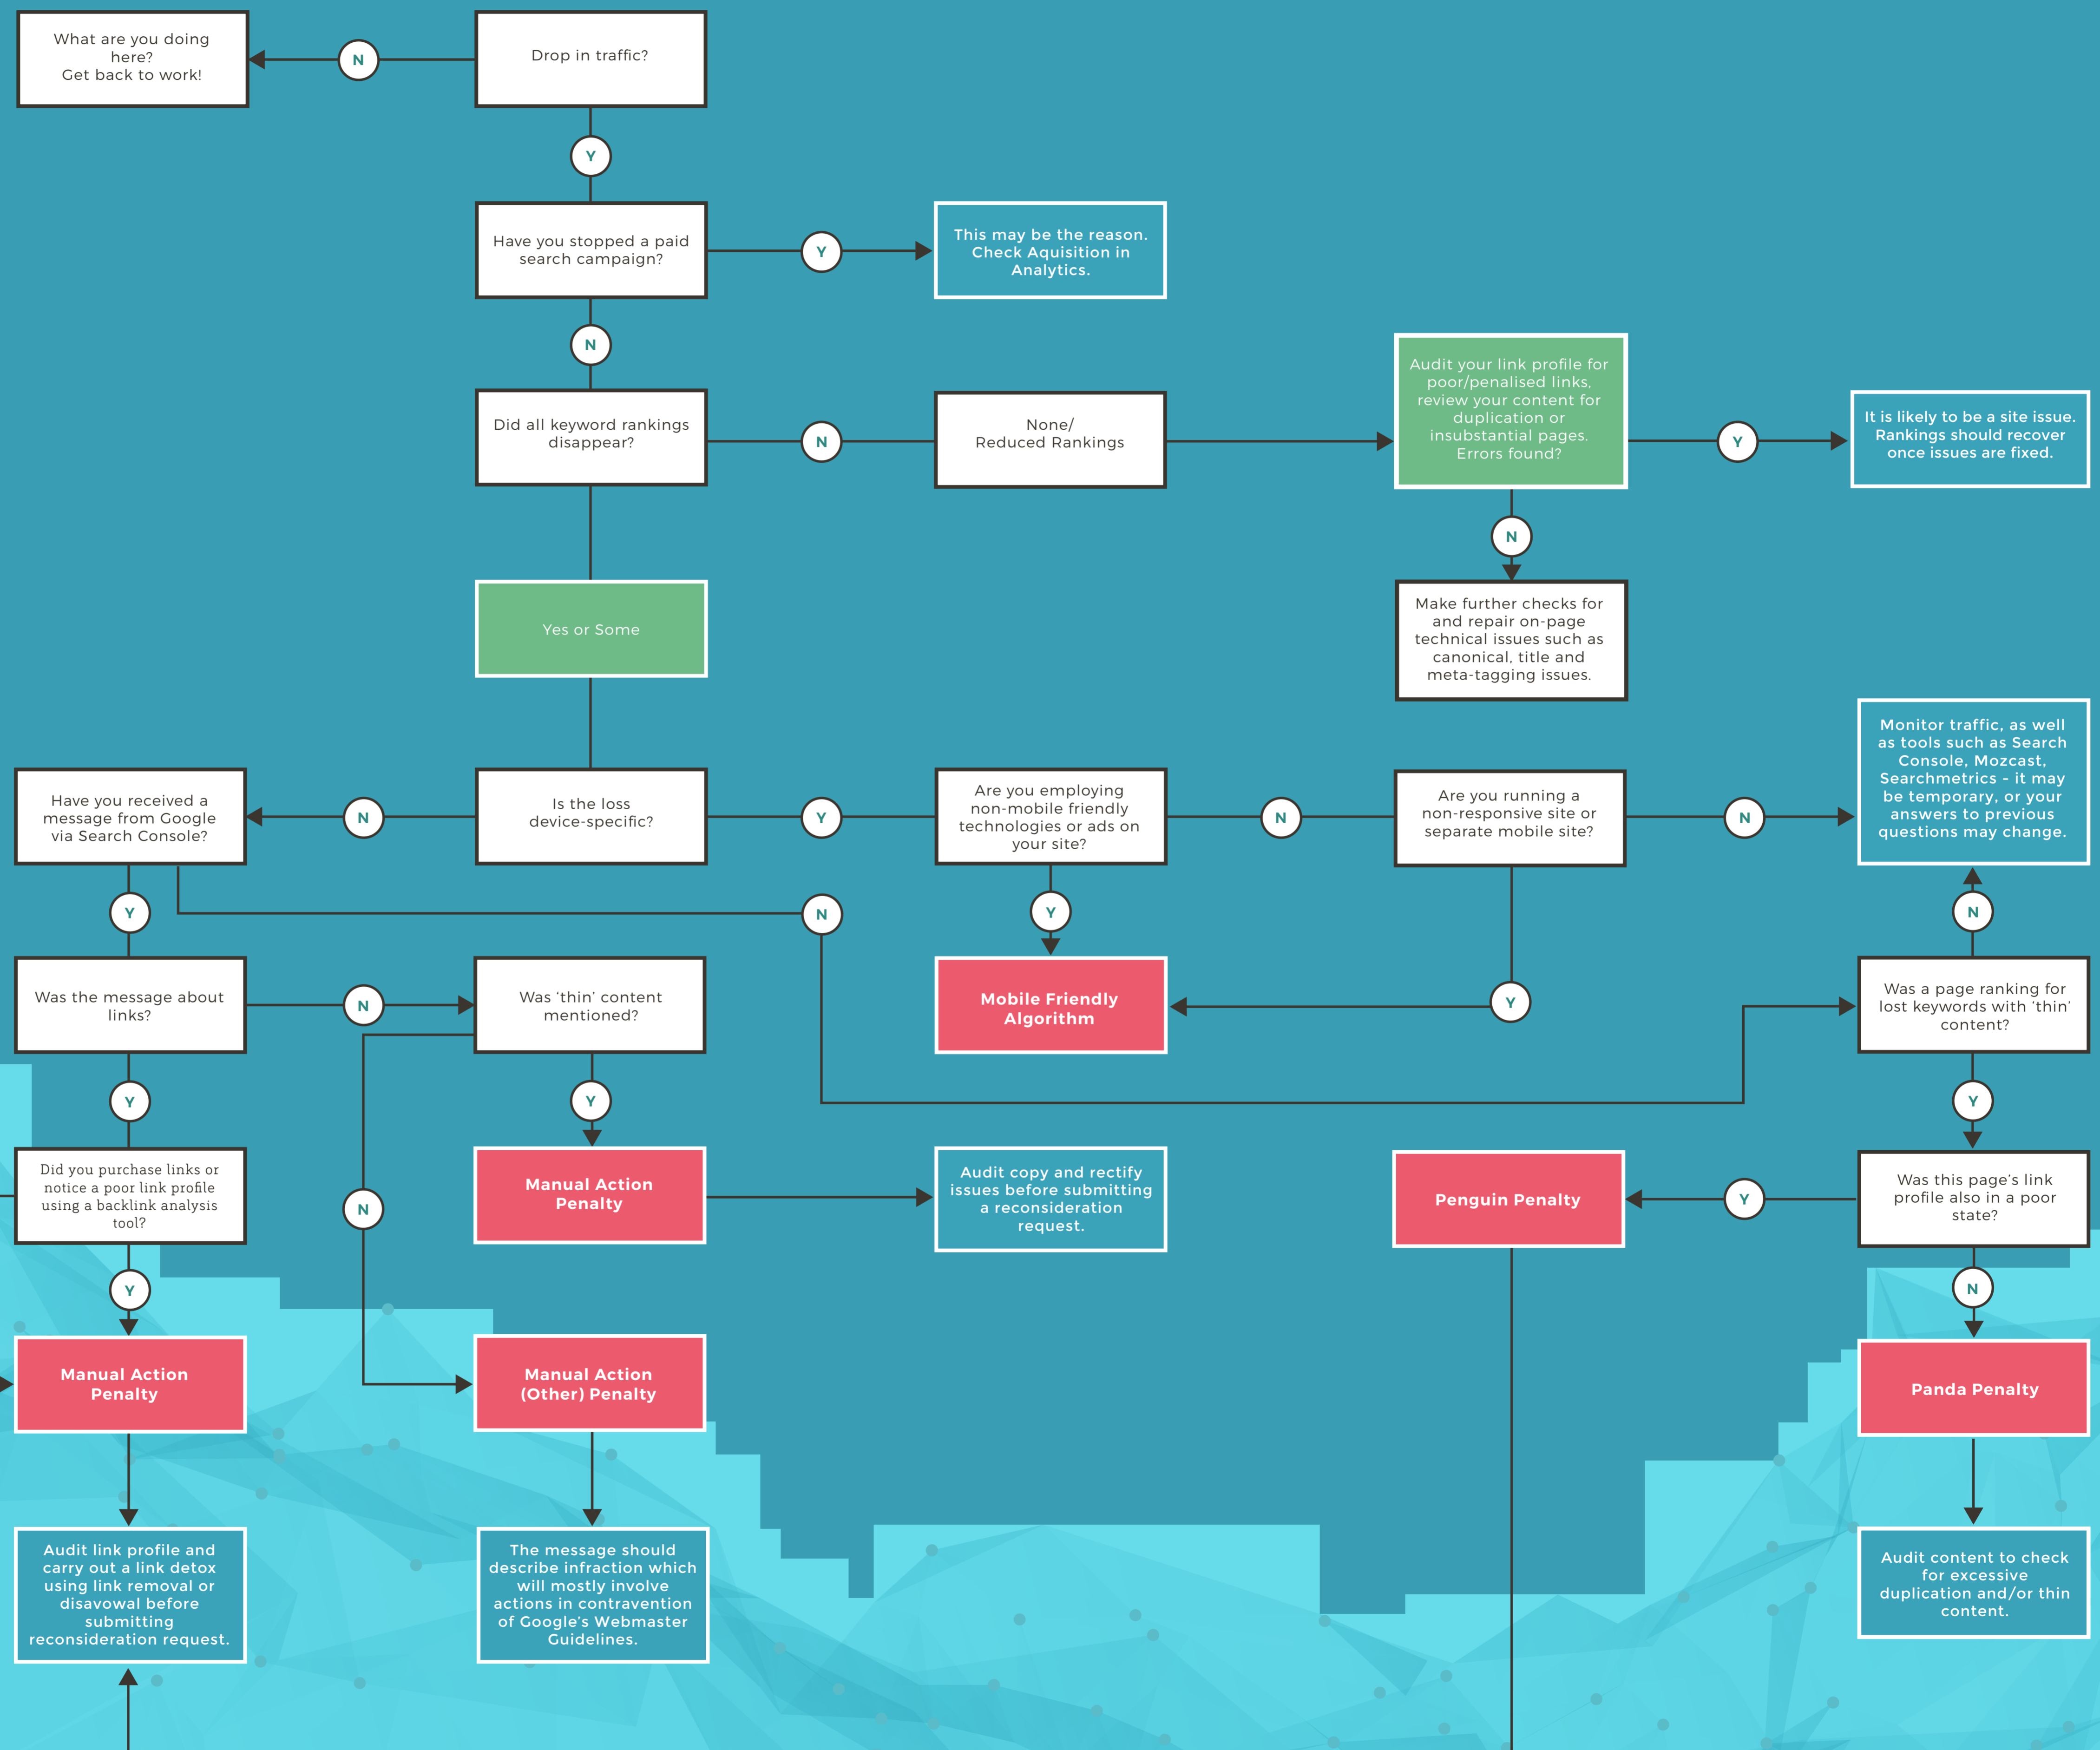 What are you doing
here?
Get back to work!
N
Drop in traffic?
Y
Have you stopped a paid
search campaign?
Y
This may be the reason.
Check Aquisition in
Analytics.
N
Did all keyword rankings
disappear?
N
None/
Reduced Rankings
Audit your link profile for
poor/penalised links,
review your content for
duplication or
insubstantial pages.
Errors found?
Y
It is likely to be a site issue.
Rankings should recover
once issues are fixed.
N
Make further checks for
and repair on-page
technical issues such as
canonical, title and
meta-tagging issues.
Yes or Some
Have you received a
message from Google
via Search Console?
N
Is the loss
device-specific?
Y
Are you employing
non-mobile friendly
technologies or ads on
your site?
N
Are you running a
non-responsive site or
separate mobile site?
N
Monitor traffic, as well
as tools such as Search
Console, Mozcast,
Searchmetrics - it may
be temporary, or your
answers to previous
questions may change.
Y
N
Y
N
Was the message about
links?
N
Was ‘thin’ content
mentioned?
Mobile Friendly
Algorithm
Y
Was a page ranking for
lost keywords with ‘thin’
content?
Y
Y
Y
Did you purchase links or
notice a poor link profile
using a backlink analysis
tool?
N
Manual Action
Penalty
Audit copy and rectify
issues before submitting
a reconsideration
request.
Penguin Penalty
Y
Was this page’s link
profile also in a poor
state?
Y
N
Manual Action
Penalty
Manual Action
(Other) Penalty
Panda Penalty
Audit link profile and
carry out a link detox
using link removal or
disavowal before
submitting
reconsideration request.
The message should
describe infraction which
will mostly involve
actions in contravention
of Google’s Webmaster
Guidelines.
Audit content to check
for excessive
duplication and/or thin
content.